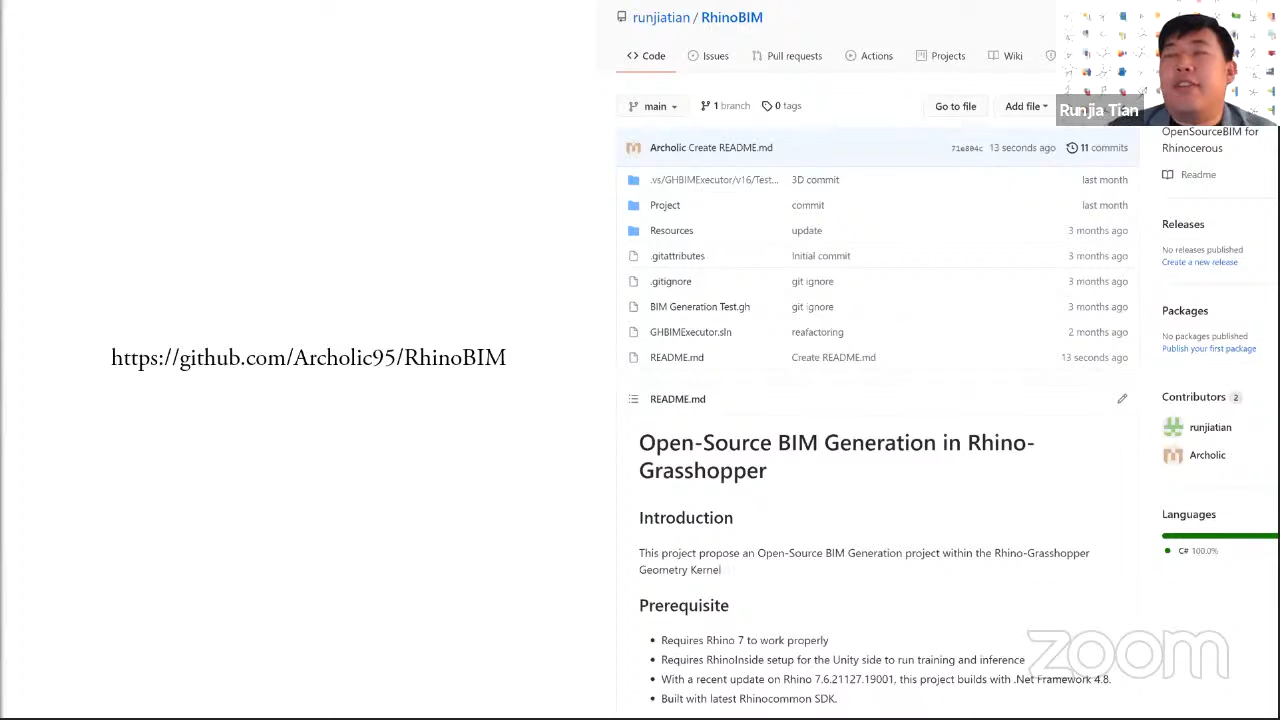 https://github.com/Archolic95/RhinoBIM
runjiatian / RhinoBIM
Code Issues Pull requests Actions Projects Wiki
Runjia Tian
main 1 branch 0 tags Go to file Add file
Archolic Create README.md 71e804c 13 seconds ago 11 commits
.vs/GHBIMExecutor/v16/Test... 3D commit last month
Project commit last month
Resources update 3 months ago
.gitattributes Initial commit 3 months ago
.gitignore git ignore 3 months ago
BIM Generation Test.gh git ignore 3 months ago
GHBIMExecutor.sln reafactoring 2 months ago
README.md Create README.md 13 seconds ago
README.md
Open-Source BIM Generation in Rhino-
Grasshopper
Introduction
This project propose an Open-Source BIM Generation project within the Rhino-Grasshopper
Geometry Kernel
Prerequisite
Requires Rhino 7 to work properly
Requires RhinoInside setup for the Unity side to run training and inference
With a recent update on Rhino 7.6.21127.19001, this project builds with .Net Framework 4.8.
Built with latest Rhinocommon SDK.
OpenSourceBIM for
Rhinocerous
Readme
Releases
No releases published
Create a new release
Packages
No packages published
Publish your first package
Contributors 2
runjiatian
Archolic
Languages
C# 100.0%
zoom